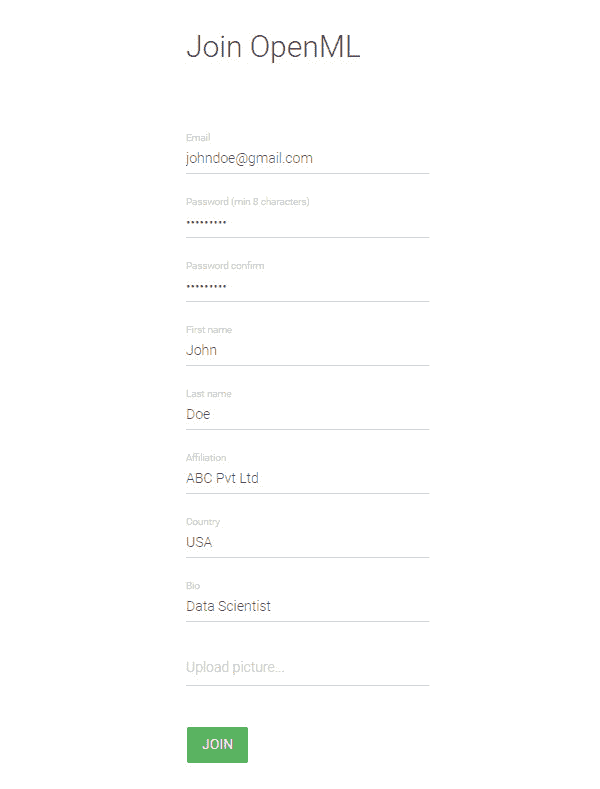 Join OpenML
Email
johndoe@gmail.com
Password (min 8 characters)
•••••••••
Password confirm
•••••••••
First name
John
Last name
Doe
Affiliation
ABC Pvt Ltd
Country
USA
Bio
Data Scientist
Upload picture...
JOIN